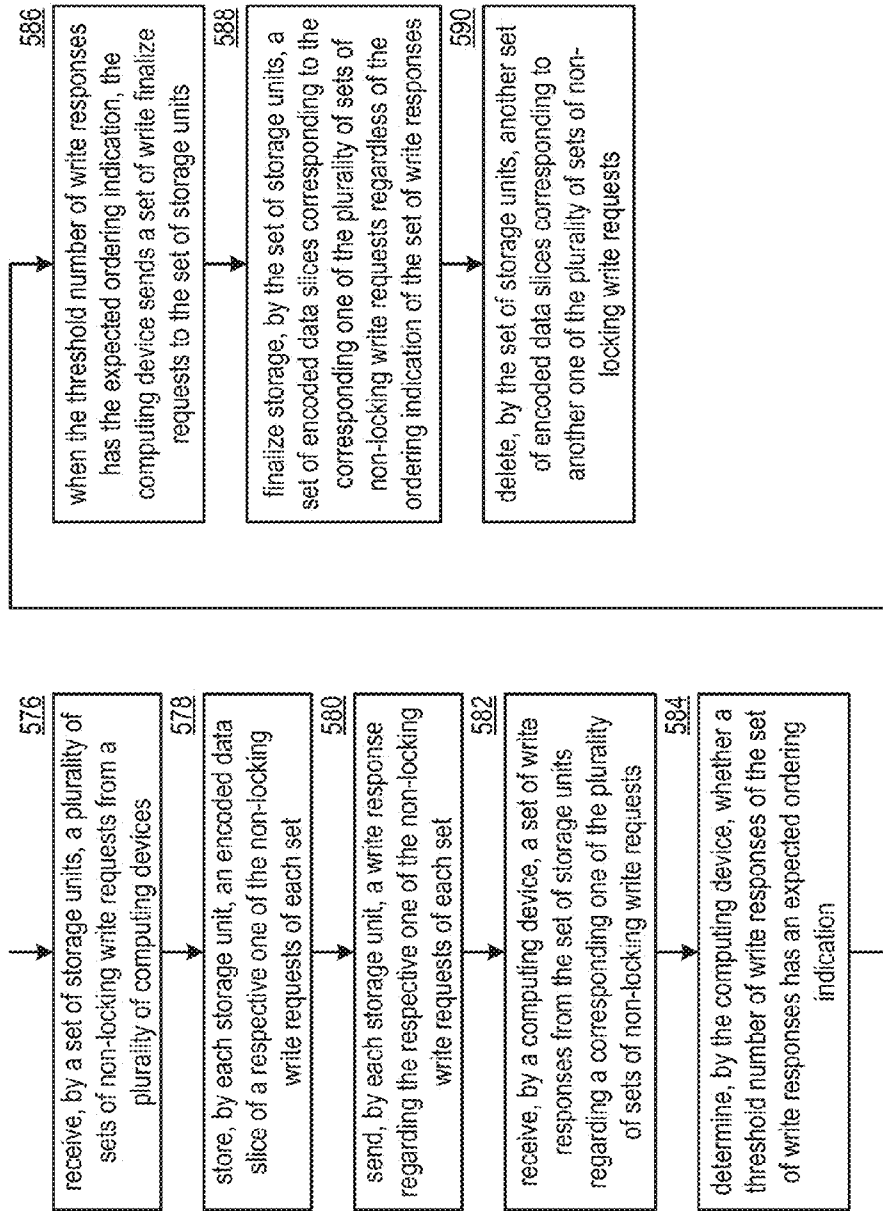 576
receive, by a set of storage units, a plurality of
sets of non-locking write requests from a
plurality of computing devices
578
store, by each storage unit, an encoded data
slice of a respective one of the non-locking
write requests of each set
580
send, by each storage unit, a write response
regarding the respective one of the non-locking
write requests of each set
582
receive, by a computing device, a set of write
responses from the set of storage units
regarding a corresponding one of the plurality
of sets of non-locking write requests
584
determine, by the computing device, whether a
threshold number of write responses of the set
of write responses has an expected ordering
indication
586
when the threshold number of write responses
has the expected ordering indication, the
computing device sends a set of write finalize
requests to the set of storage units
588
finalize storage, by the set of storage units, a
set of encoded data slices corresponding to the
corresponding one of the plurality of sets of
non-locking write requests regardless of the
ordering indication of the set of write responses
590
delete, by the set of storage units, another set
of encoded data slices corresponding to
another one of the plurality of sets of non-
locking write requests